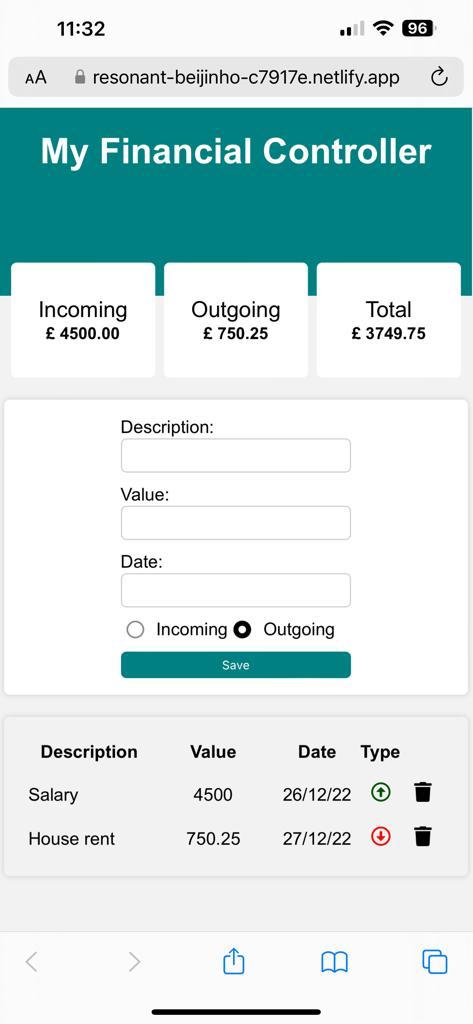 11:32
96
AA resonant-beijinho-c7917e.netlify.app
My Financial Controller
Incoming Outgoing Total
£ 4500.00 £ 750.25 £ 3749.75
Description:
Value:
Date:
Incoming Outgoing
Save
Description Value Date Type
Salary 4500 26/12/22
House rent 750.25 27/12/22